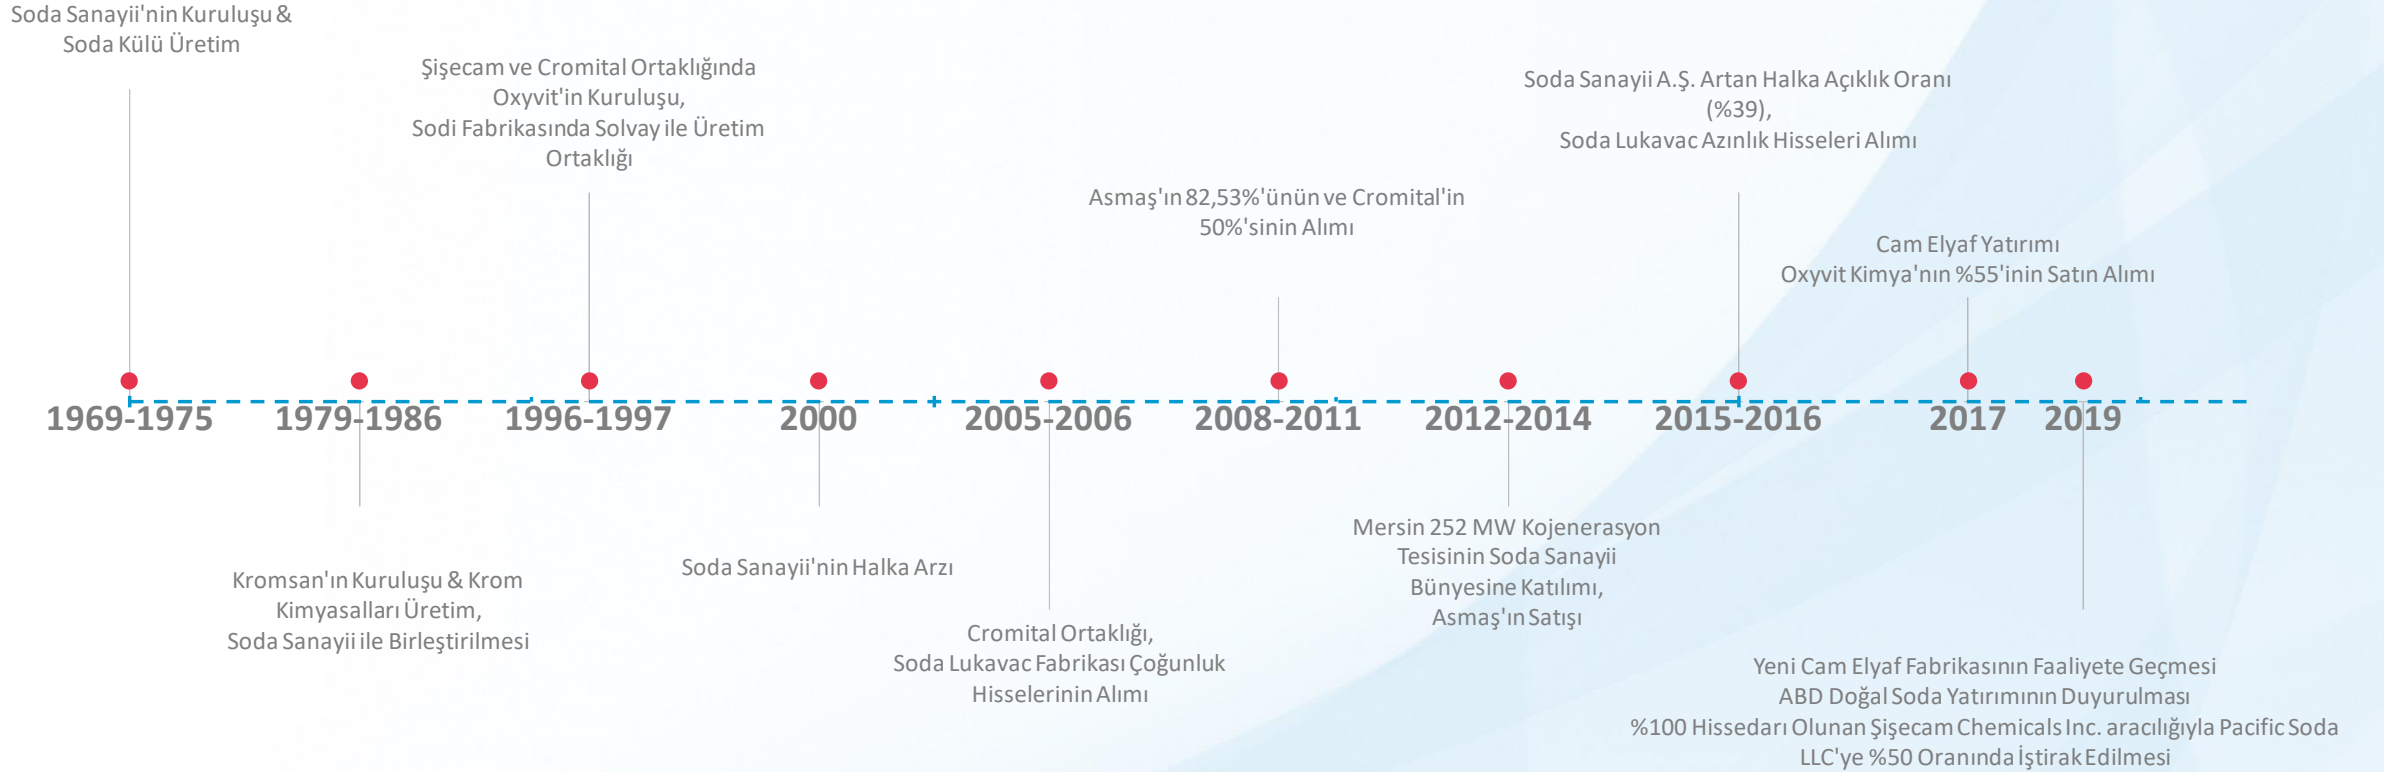 Soda Sanayii'nin Kuruluşu &
Soda Külü Üretim
Şişecam ve Cromital Ortaklığında
Oxyvit'in Kuruluşu,
Sodi Fabrikasında Solvay ile Üretim
Ortaklığı
Asmaş'ın 82,53%'ünün ve Cromital'in
50%'sinin Alımı
Soda Sanayii A.Ş. Artan Halka Açıklık Oranı
(%39),
Soda Lukavac Azınlık Hisseleri Alımı
Cam Elyaf Yatırımı
Oxyvit Kimya'nın %55'inin Satın Alımı
1969-1975 1979-1986 1996-1997 2000 2005-2006 2008-2011 2012-2014 2015-2016 2017 2019
Kromsan'ın Kuruluşu & Krom
Kimyasalları Üretim,
Soda Sanayii ile Birleştirilmesi
Soda Sanayii'nin Halka Arzı
Cromital Ortaklığı,
Soda Lukavac Fabrikası Çoğunluk
Hisselerinin Alımı
Mersin 252 MW Kojenerasyon
Tesisinin Soda Sanayii
Bünyesine Katılımı,
Asmaş'ın Satışı
Yeni Cam Elyaf Fabrikasının Faaliyete Geçmesi
ABD Doğal Soda Yatırımının Duyurulması
%100 Hissedarı Olunan Şişecam Chemicals Inc. aracılığıyla Pacific Soda
LLC'ye %50 Oranında İştirak Edilmesi